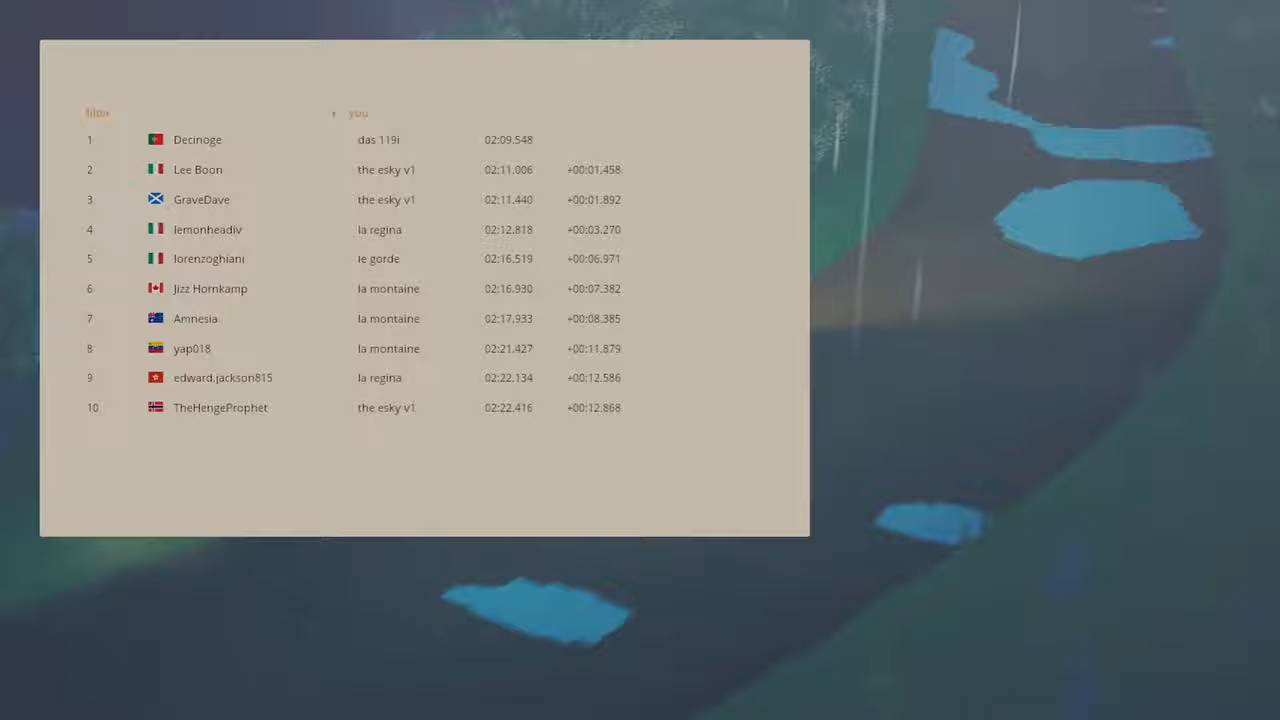 filter you
1 Decinoge das 119i 02:09.548
2 Lee Boon the esky v1 02:11.006 +00:01.458
3 GraveDave the esky v1 02:11.440 +00:01.892
4 lemonheadiv la regina 02:12.818 +00:03.270
5 lorenzoghiani le gorde 02:16.519 +00:06.971
6 Jizz Hornkamp la montaine 02:16.930 +00:07.382
7 Amnesia la montaine 02:17.933 +00:08.385
8 yap018 la montaine 02:21.427 +00:11.879
9 edward.jackson815 la regina 02:22.134 +00:12.586
10 TheHengeProphet the esky v1 02:22.416 +00:12.868